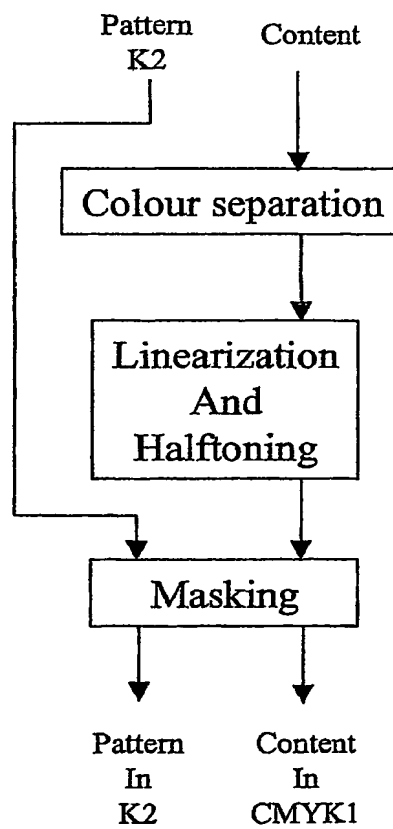 Pattern
K2
Content
Colour separation
Linearization
And
Halftoning
Masking
Pattern
In
K2
Content
In
CMYK1